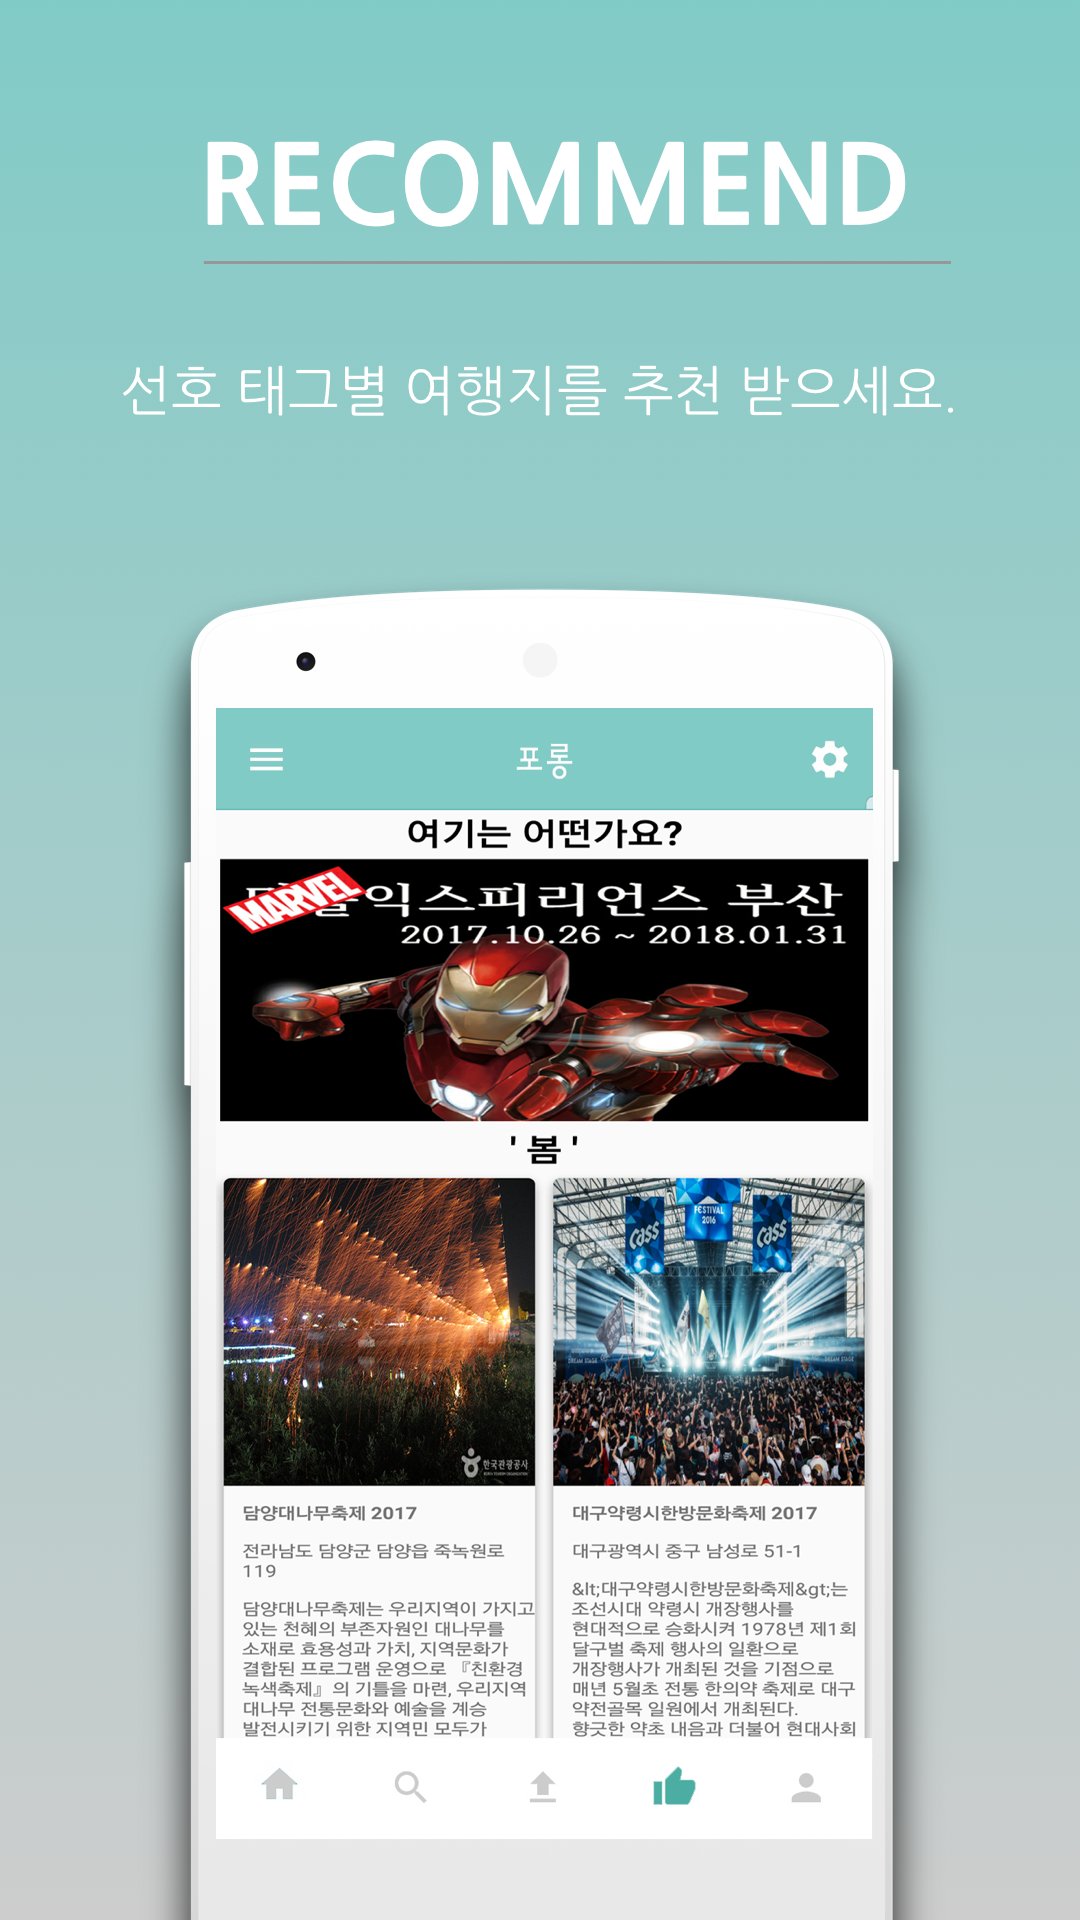 RECOMMEND
선호 태그별 여행지를 추천 받으세요.
포롱
여기는 어떤가요?
MARVEL
익스피리언스 부산
2017.10.26 ~ 2018.01.31
' 봄 '
FESTIVAL
2016
cass
cass
DREAM STAGE
DREAM STAGE
한국관광공사
KOREA TOURISM ORGANIZATION
담양대나무축제 2017
전라남도 담양군 담양읍 죽녹원로
119
담양대나무축제는 우리지역이 가지고
있는 천혜의 부존자원인 대나무를
소재로 효용성과 가치, 지역문화가
결합된 프로그램 운영으로 『친환경
녹색축제』의 기틀을 마련, 우리지역
대나무 전통문화와 예술을 계승
발전시키기 위한 지역민 모두가
대구약령시한방문화축제 2017
대구광역시 중구 남성로 51-1
&lt;대구약령시한방문화축제&gt;는
조선시대 약령시 개장행사를
현대적으로 승화시켜 1978년 제1회
달구벌 축제 행사의 일환으로
개장행사가 개최된 것을 기점으로
매년 5월초 전통 한의약 축제로 대구
약전골목 일원에서 개최된다.
향긋한 약초 내음과 더불어 현대사회